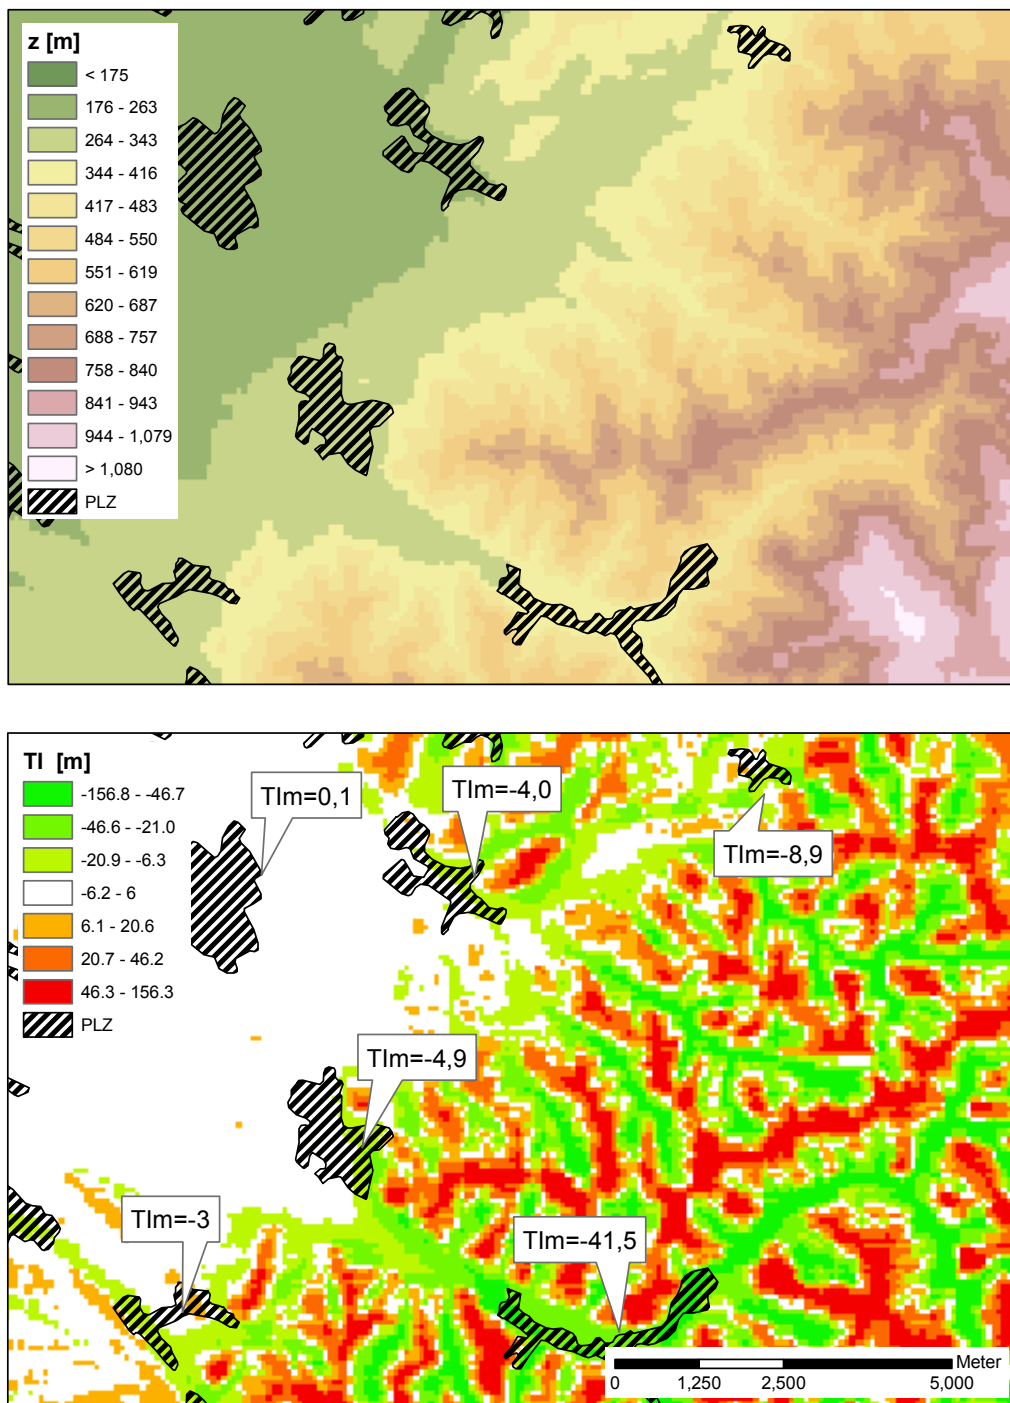 z [m]
< 175
176 - 263
264 - 343
344 - 416
417 - 483
484 - 550
551 - 619
620 - 687
688 - 757
758 - 840
841 - 943
944 - 1,079
> 1,080
PLZ
TI [m]
-156.8 - -46.7
-46.6 - -21.0
-20.9 - -6.3
-6.2 - 6
6.1 - 20.6
20.7 - 46.2
46.3 - 156.3
PLZ
TIm=0,1
TIm=-4,0
TIm=-8,9
TIm=-4,9
TIm=-3
TIm=-41,5
Meter
0 1,250 2,500 5,000